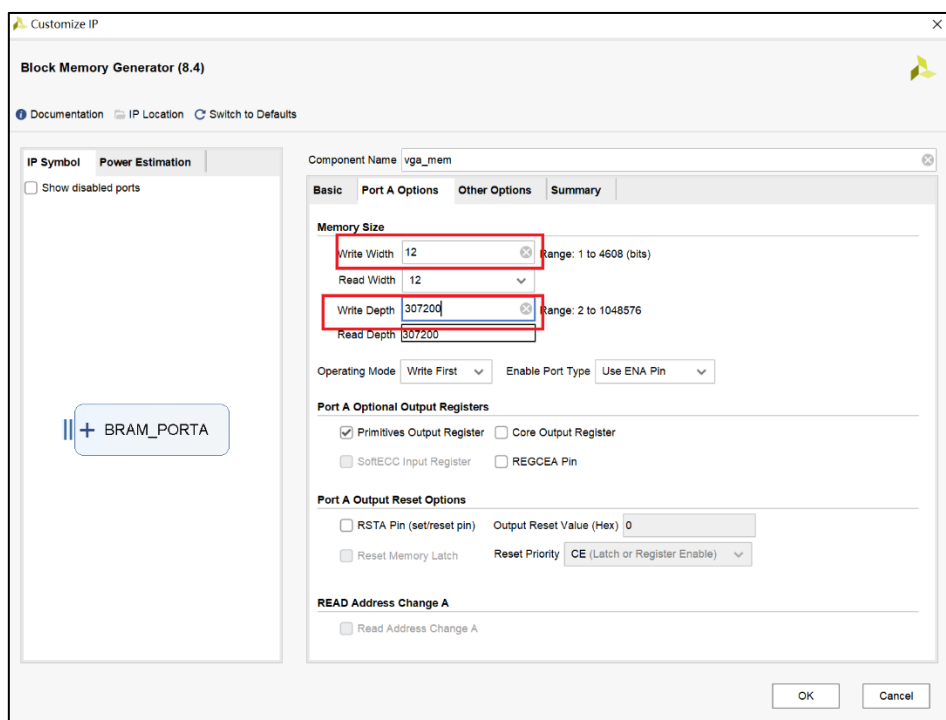 Customize IP
Block Memory Generator (8.4)
Documentation IP Location Switch to Defaults
IP Symbol Power Estimation
Show disabled ports
BRAM_PORTA
Component Name vga_mem
Basic Port A Options Other Options Summary
Memory Size
Write Width 12 Range: 1 to 4608 (bits)
Read Width 12
Write Depth 307200 Range: 2 to 1048576
Read Depth 307200
Operating Mode Write First Enable Port Type Use ENA Pin
Port A Optional Output Registers
Primitives Output Register Core Output Register
SoftECC Input Register REGCEA Pin
Port A Output Reset Options
RSTA Pin (set/reset pin) Output Reset Value (Hex) 0
Reset Memory Latch Reset Priority CE (Latch or Register Enable)
READ Address Change A
Read Address Change A
OK Cancel